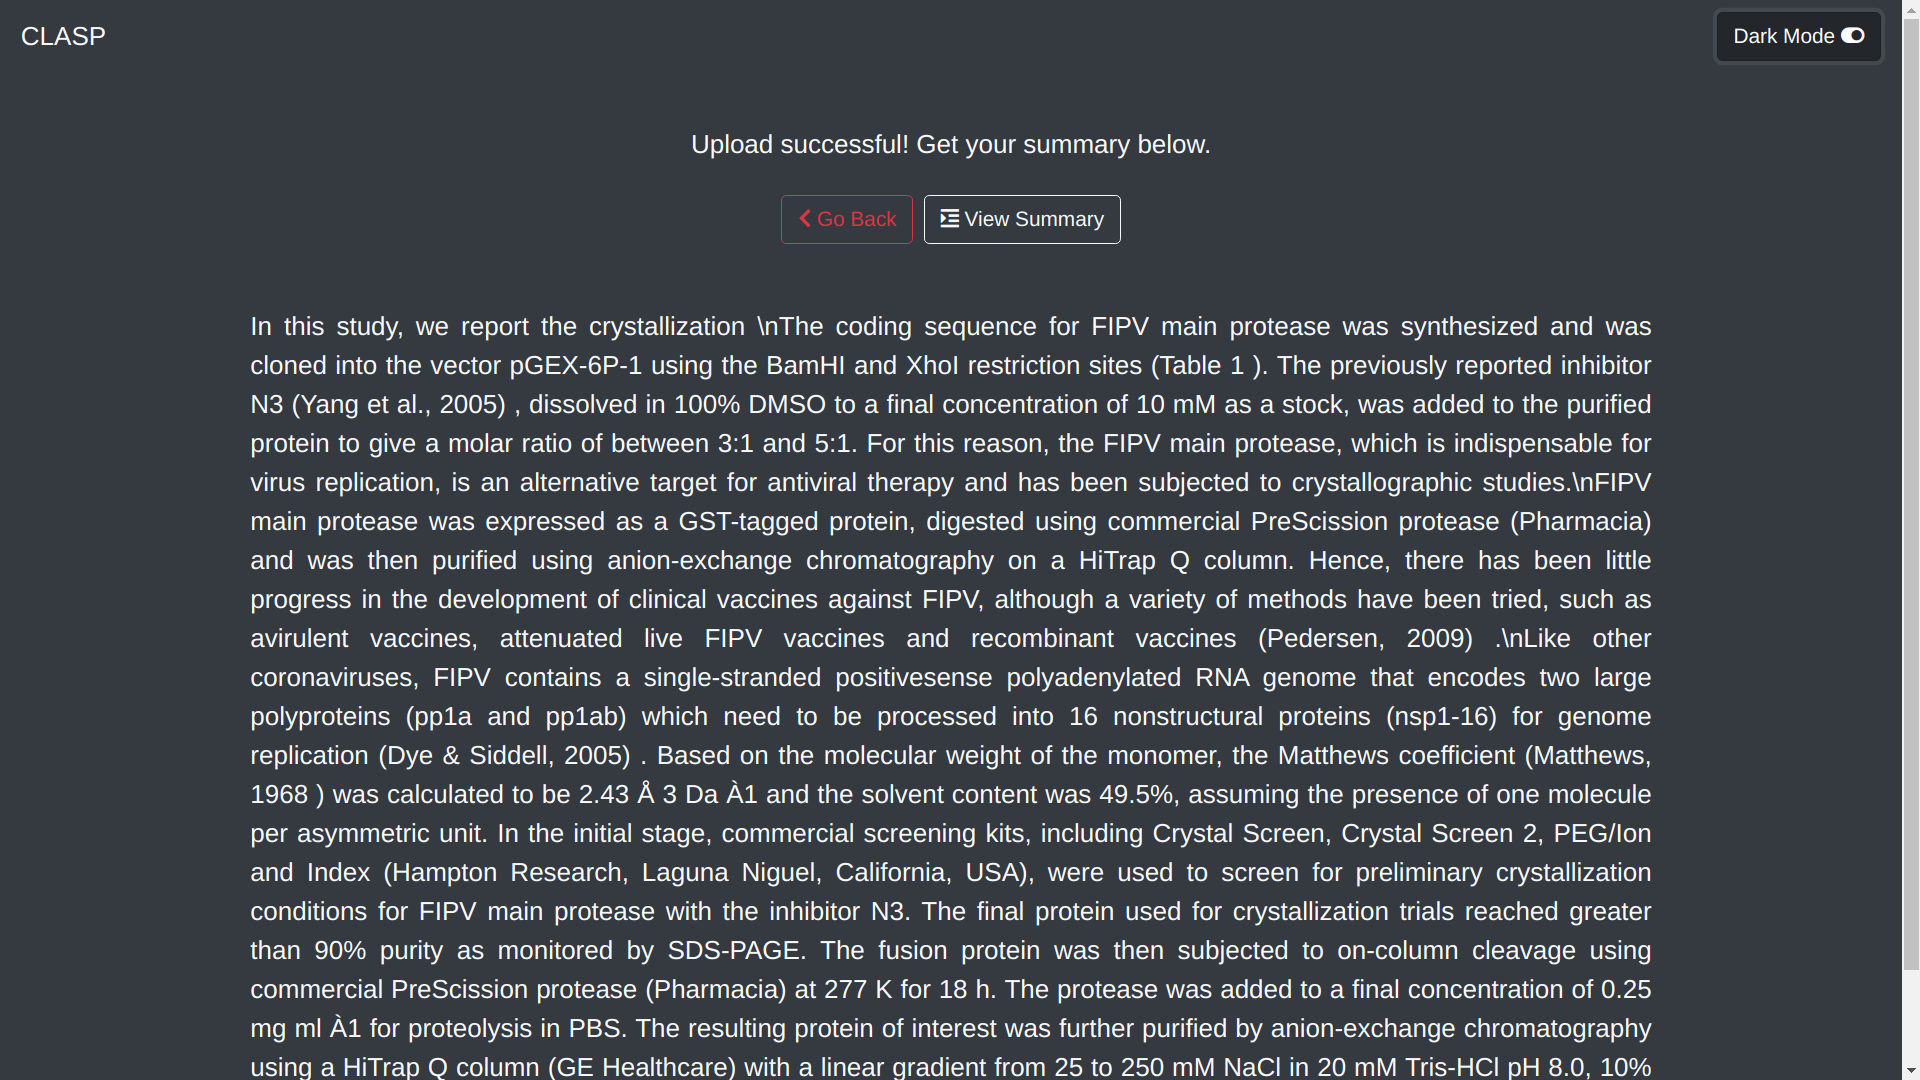 CLASP
Dark Mode
Upload successful! Get your summary below.
Go Back
View Summary
In this study, we report the crystallization \nThe coding sequence for FIPV main protease was synthesized and was
cloned into the vector pGEX-6P-1 using the BamHI and XhoI restriction sites (Table 1 ). The previously reported inhibitor
N3 (Yang et al., 2005) , dissolved in 100% DMSO to a final concentration of 10 mM as a stock, was added to the purified
protein to give a molar ratio of between 3:1 and 5:1. For this reason, the FIPV main protease, which is indispensable for
virus replication, is an alternative target for antiviral therapy and has been subjected to crystallographic studies.\nFIPV
main protease was expressed as a GST-tagged protein, digested using commercial PreScission protease (Pharmacia)
and was then purified using anion-exchange chromatography on a HiTrap Q column. Hence, there has been little
progress in the development of clinical vaccines against FIPV, although a variety of methods have been tried, such as
avirulent vaccines, attenuated live FIPV vaccines and recombinant vaccines (Pedersen, 2009) .\nLike other
coronaviruses, FIPV contains a single-stranded positivesense polyadenylated RNA genome that encodes two large
polyproteins (pp1a and pp1ab) which need to be processed into 16 nonstructural proteins (nsp1-16) for genome
replication (Dye & Siddell, 2005) . Based on the molecular weight of the monomer, the Matthews coefficient (Matthews,
1968 ) was calculated to be 2.43 Å 3 Da À1 and the solvent content was 49.5%, assuming the presence of one molecule
per asymmetric unit. In the initial stage, commercial screening kits, including Crystal Screen, Crystal Screen 2, PEG/Ion
and Index (Hampton Research, Laguna Niguel, California, USA), were used to screen for preliminary crystallization
conditions for FIPV main protease with the inhibitor N3. The final protein used for crystallization trials reached greater
than 90% purity as monitored by SDS-PAGE. The fusion protein was then subjected to on-column cleavage using
commercial PreScission protease (Pharmacia) at 277 K for 18 h. The protease was added to a final concentration of 0.25
mg ml À1 for proteolysis in PBS. The resulting protein of interest was further purified by anion-exchange chromatography
using a HiTrap Q column (GE Healthcare) with a linear gradient from 25 to 250 mM NaCl in 20 mM Tris-HCl pH 8.0, 10%